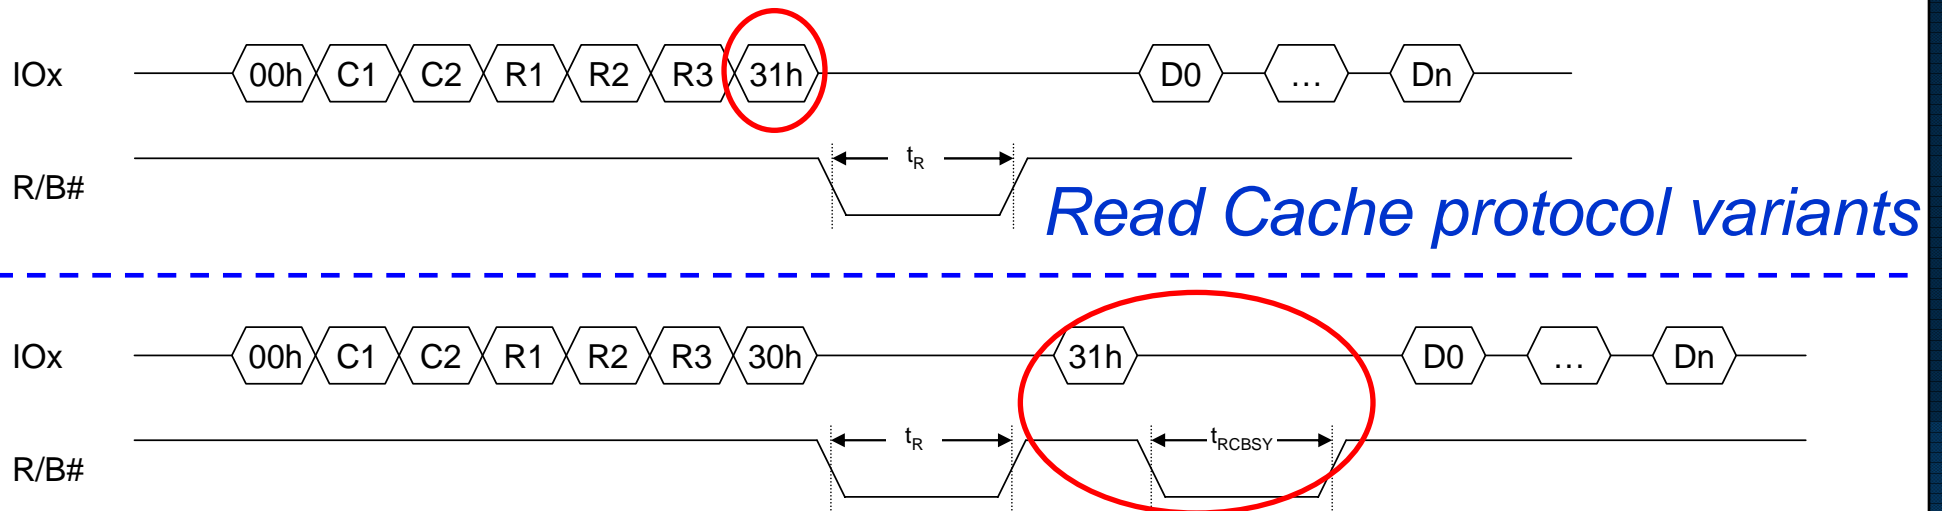 IOx 00h C1 C2 R1 R2 R3 31h D0 ... Dn
R/B# tR
Read Cache protocol variants
IOx 00h C1 C2 R1 R2 R3 30h 31h D0 ... Dn
R/B# tR tRCBSY